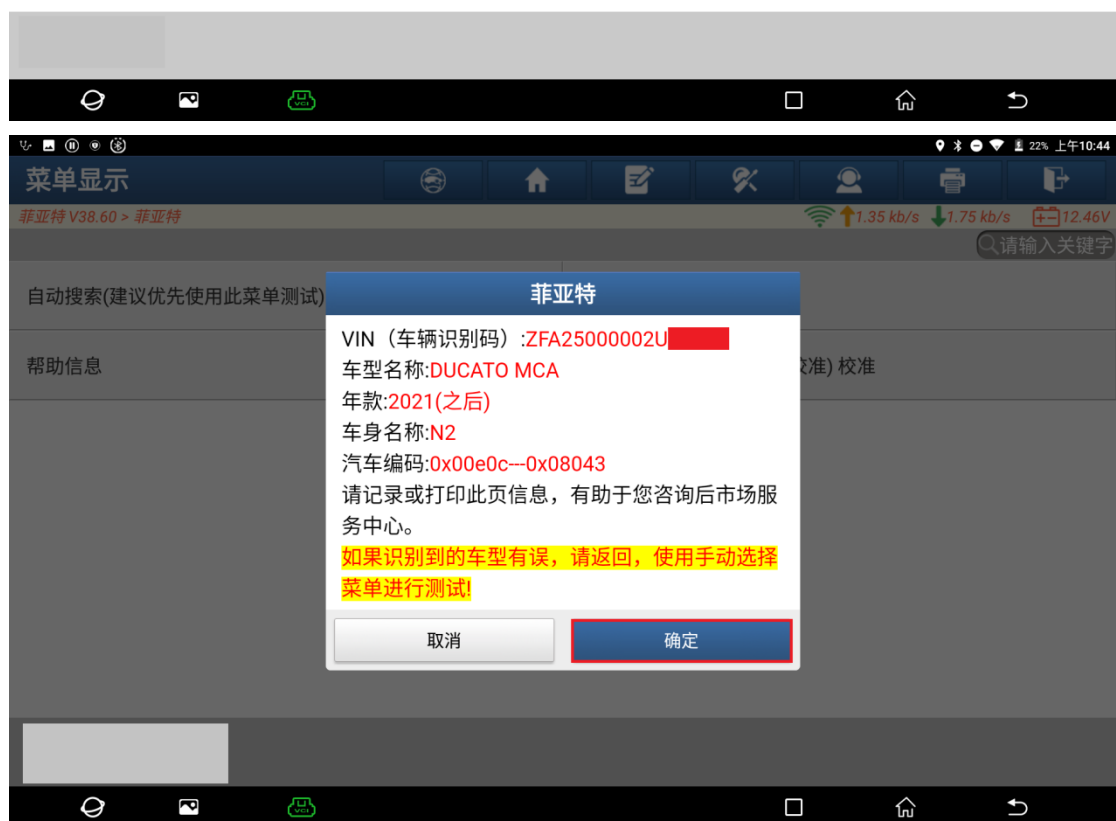 VCI
22% 上午10:44
菜单显示
菲亚特 V38.60 > 菲亚特
1.35 kb/s 1.75 kb/s 12.46V
请输入关键字
自动搜索(建议优先使用此菜单测试)
帮助信息
准) 校准
菲亚特
VIN（车辆识别码）:ZFA25000002U
车型名称:DUCATO MCA
年款:2021(之后)
车身名称:N2
汽车编码:0x00e0c---0x08043
请记录或打印此页信息，有助于您咨询后市场服
务中心。
如果识别到的车型有误，请返回，使用手动选择
菜单进行测试!
取消
确定
VCI